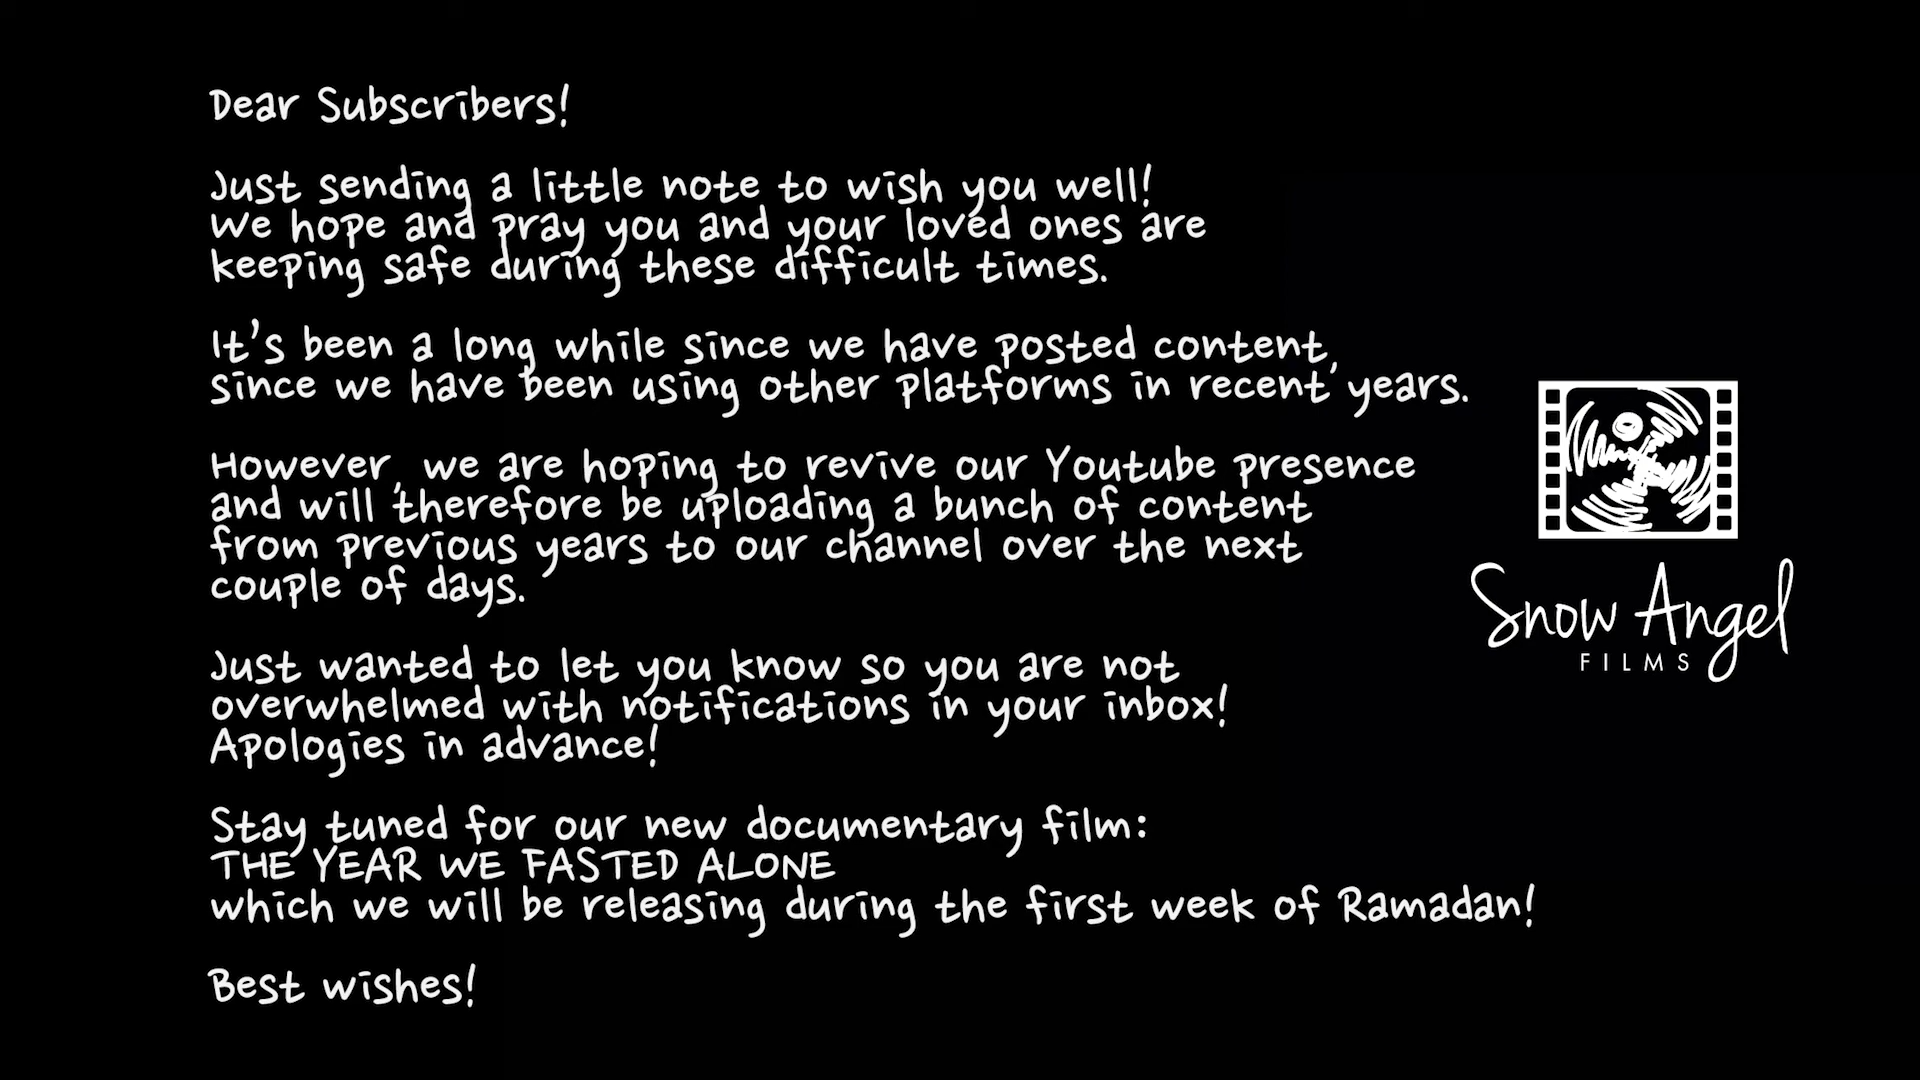 Dear Subscribers!
Just sending a little note to wish you well!
We hope and pray you and your loved ones are
keeping safe during these difficult times.
It's been a long while since we have posted content,
since we have been using other platforms in recent years.
However, we are hoping to revive our Youtube presence
and will therefore be uploading a bunch of content
from previous years to our channel over the next
couple of days.
Just wanted to let you know so you are not
overwhelmed with notifications in your inbox!
Apologies in advance!
Stay tuned for our new documentary film:
THE YEAR WE FASTED ALONE
which we will be releasing during the first week of Ramadan!
Best wishes!
Snow Angel
FILMS